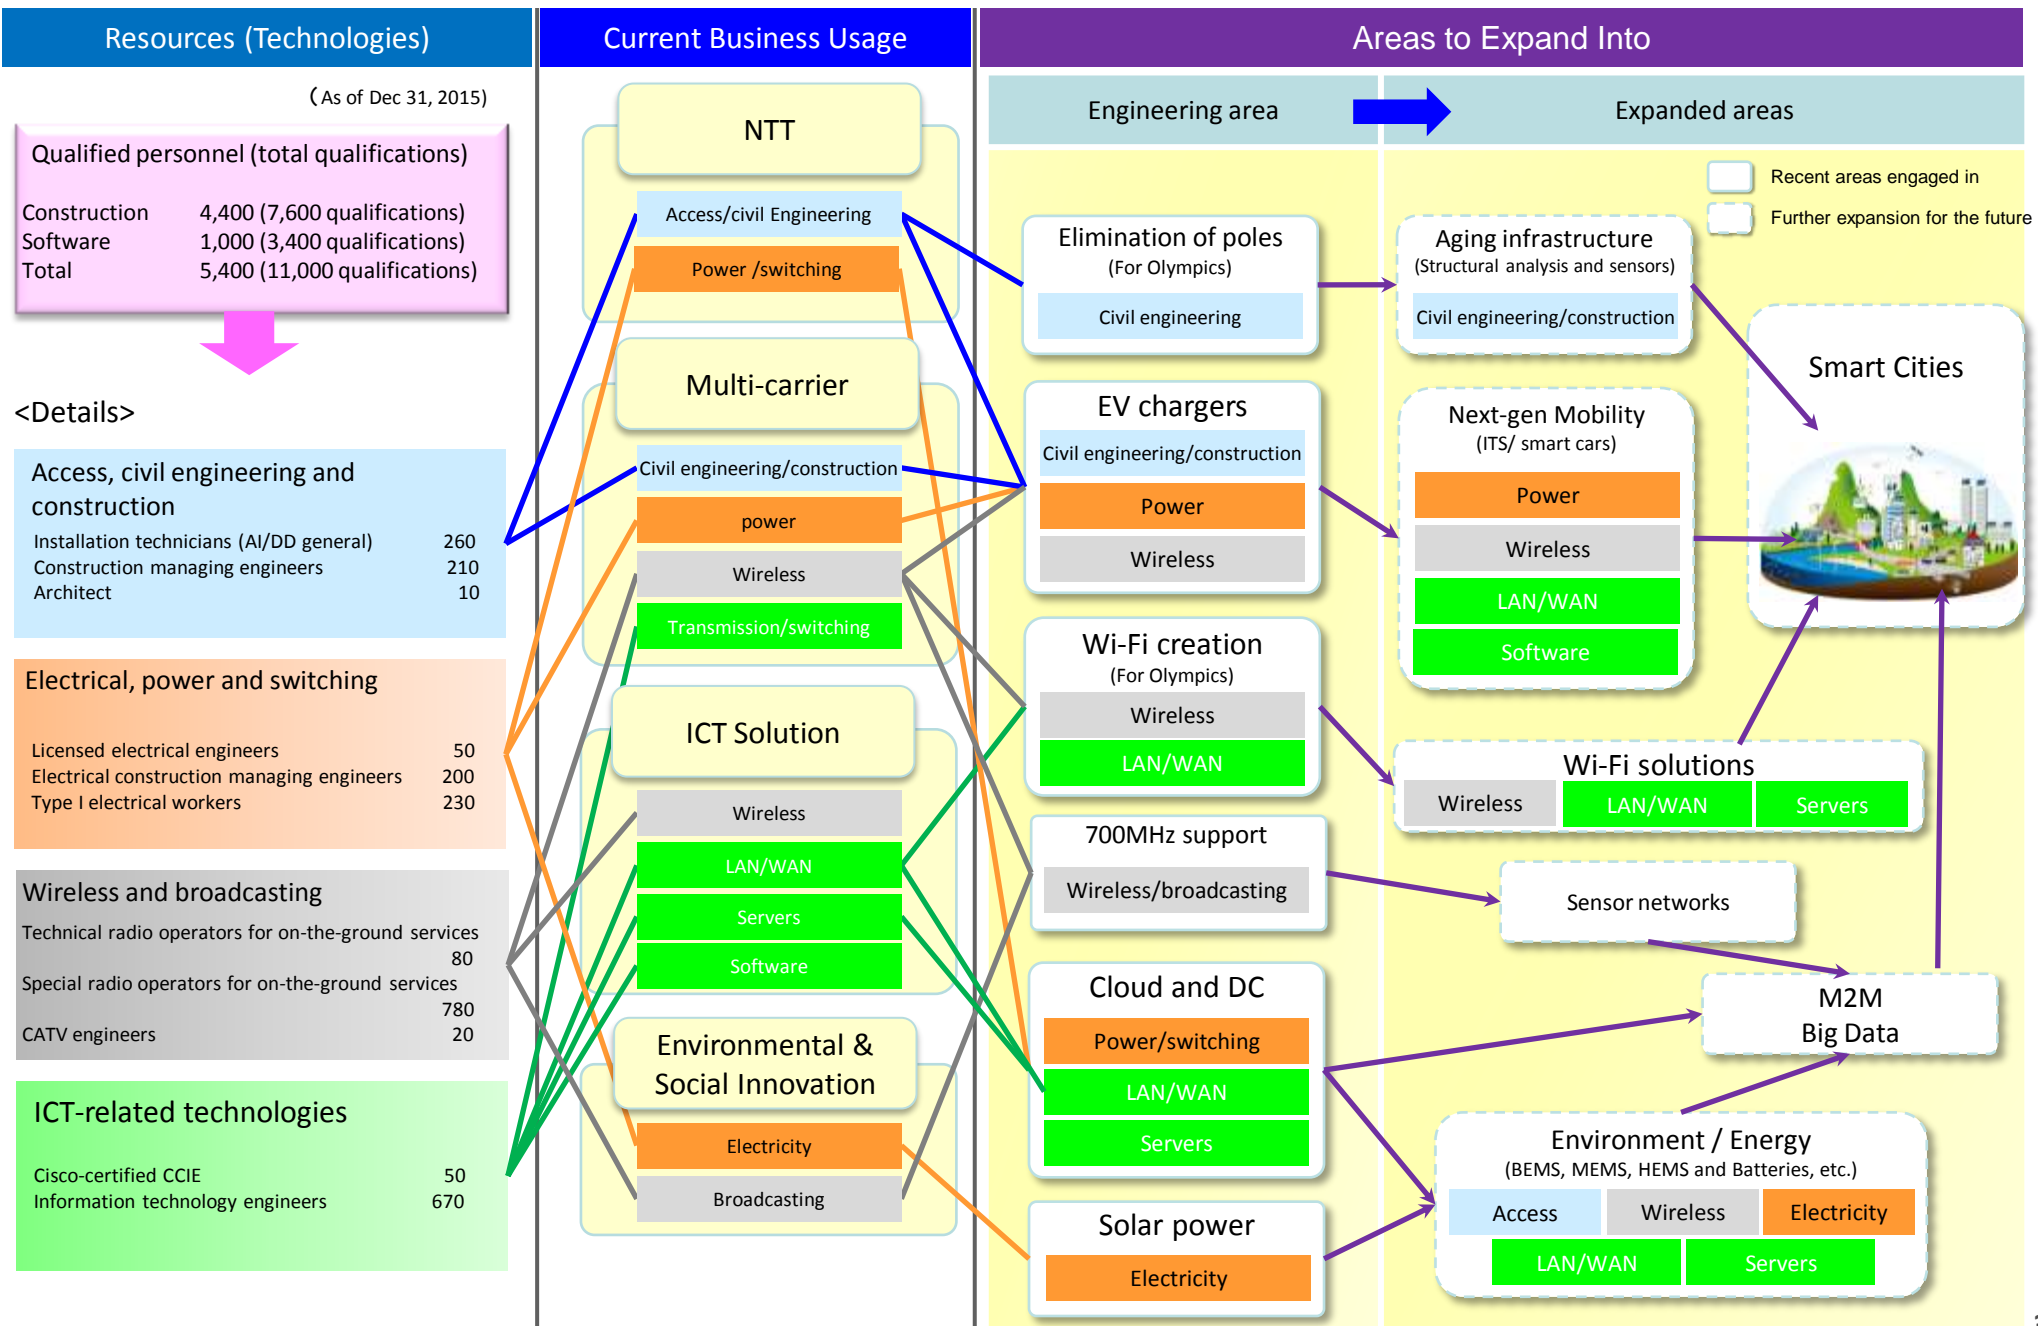 Resources (Technologies)
(As of Dec 31, 2015)
Qualified personnel (total qualifications)
Construction 4,400 (7,600 qualifications)
Software 1,000 (3,400 qualifications)
Total 5,400 (11,000 qualifications)
<Details>
Access, civil engineering and
construction
Installation technicians (AI/DD general) 260
Construction managing engineers 210
Architect 10
Electrical, power and switching
Licensed electrical engineers 50
Electrical construction managing engineers 200
Type I electrical workers 230
Wireless and broadcasting
Technical radio operators for on-the-ground services
80
Special radio operators for on-the-ground services
780
CATV engineers 20
ICT-related technologies
Cisco-certified CCIE 50
Information technology engineers 670
Current Business Usage
NTT
Access/civil Engineering
Power /switching
Multi-carrier
Civil engineering/construction
power
Wireless
Transmission/switching
ICT Solution
Wireless
LAN/WAN
Servers
Software
Environmental &
Social Innovation
Electricity
Broadcasting
Areas to Expand Into
Engineering area
Elimination of poles
(For Olympics)
Civil engineering
EV chargers
Civil engineering/construction
Power
Wireless
Wi-Fi creation
(For Olympics)
Wireless
LAN/WAN
700MHz support
Wireless/broadcasting
Cloud and DC
Power/switching
LAN/WAN
Servers
Solar power
Electricity
Expanded areas
Recent areas engaged in
Further expansion for the future
Aging infrastructure
(Structural analysis and sensors)
Civil engineering/construction
Smart Cities
Next-gen Mobility
(ITS/ smart cars)
Power
Wireless
LAN/WAN
Software
Wi-Fi solutions
Wireless LAN/WAN Servers
Sensor networks
M2M
Big Data
Environment / Energy
(BEMS, MEMS, HEMS and Batteries, etc.)
Access Wireless Electricity
LAN/WAN Servers